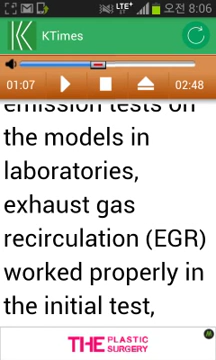 LTE 오전 8:06
KTimes
01:07 02:48
emission tests on
the models in
laboratories,
exhaust gas
recirculation (EGR)
worked properly in
the initial test,
THE PLASTIC
SURGERY